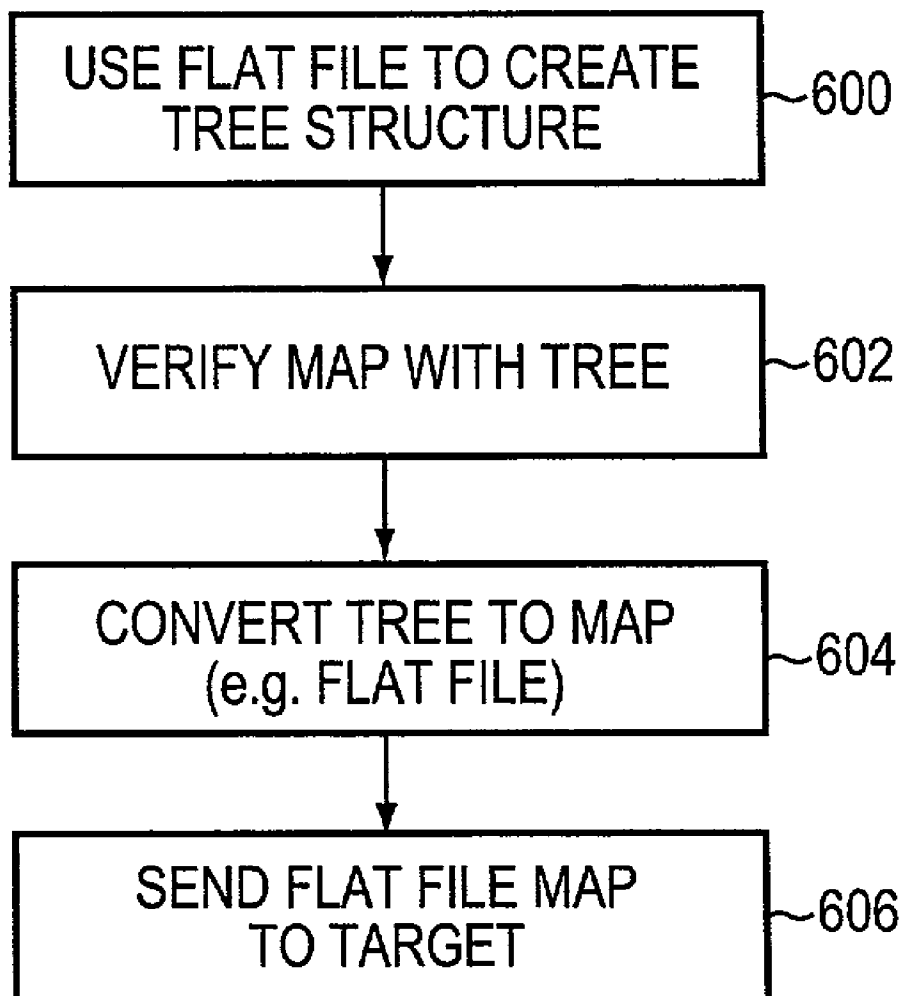 USE FLAT FILE TO CREATE
TREE STRUCTURE
600
VERIFY MAP WITH TREE
602
CONVERT TREE TO MAP
(e.g. FLAT FILE)
604
SEND FLAT FILE MAP
TO TARGET
606